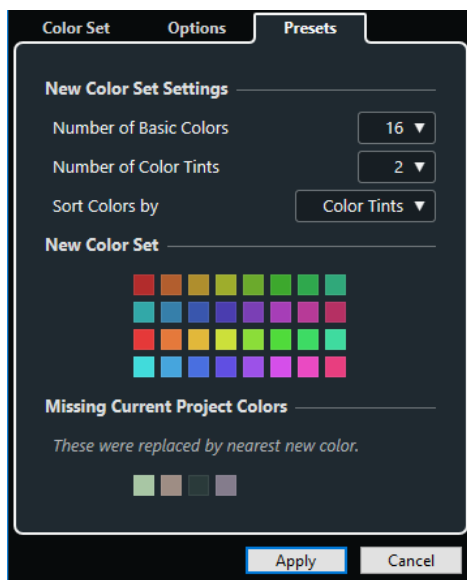 Color Set Options Presets
New Color Set Settings
Number of Basic Colors 16
Number of Color Tints 2
Sort Colors by Color Tints
New Color Set
Missing Current Project Colors
These were replaced by nearest new color.
Apply Cancel